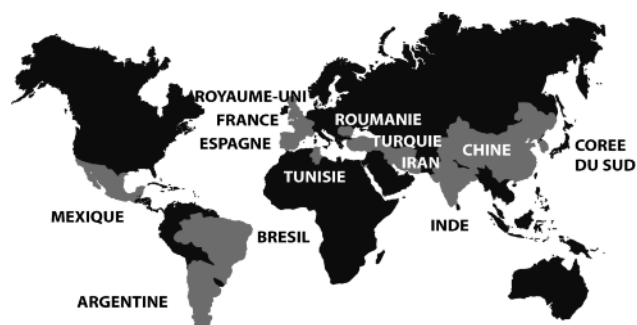 ROYAUME-UNI
FRANCE
ESPAGNE
ROUMANIE
TURQUIE
IRAN
CHINE
COREE
DU SUD
TUNISIE
MEXIQUE
BRESIL
INDE
ARGENTINE